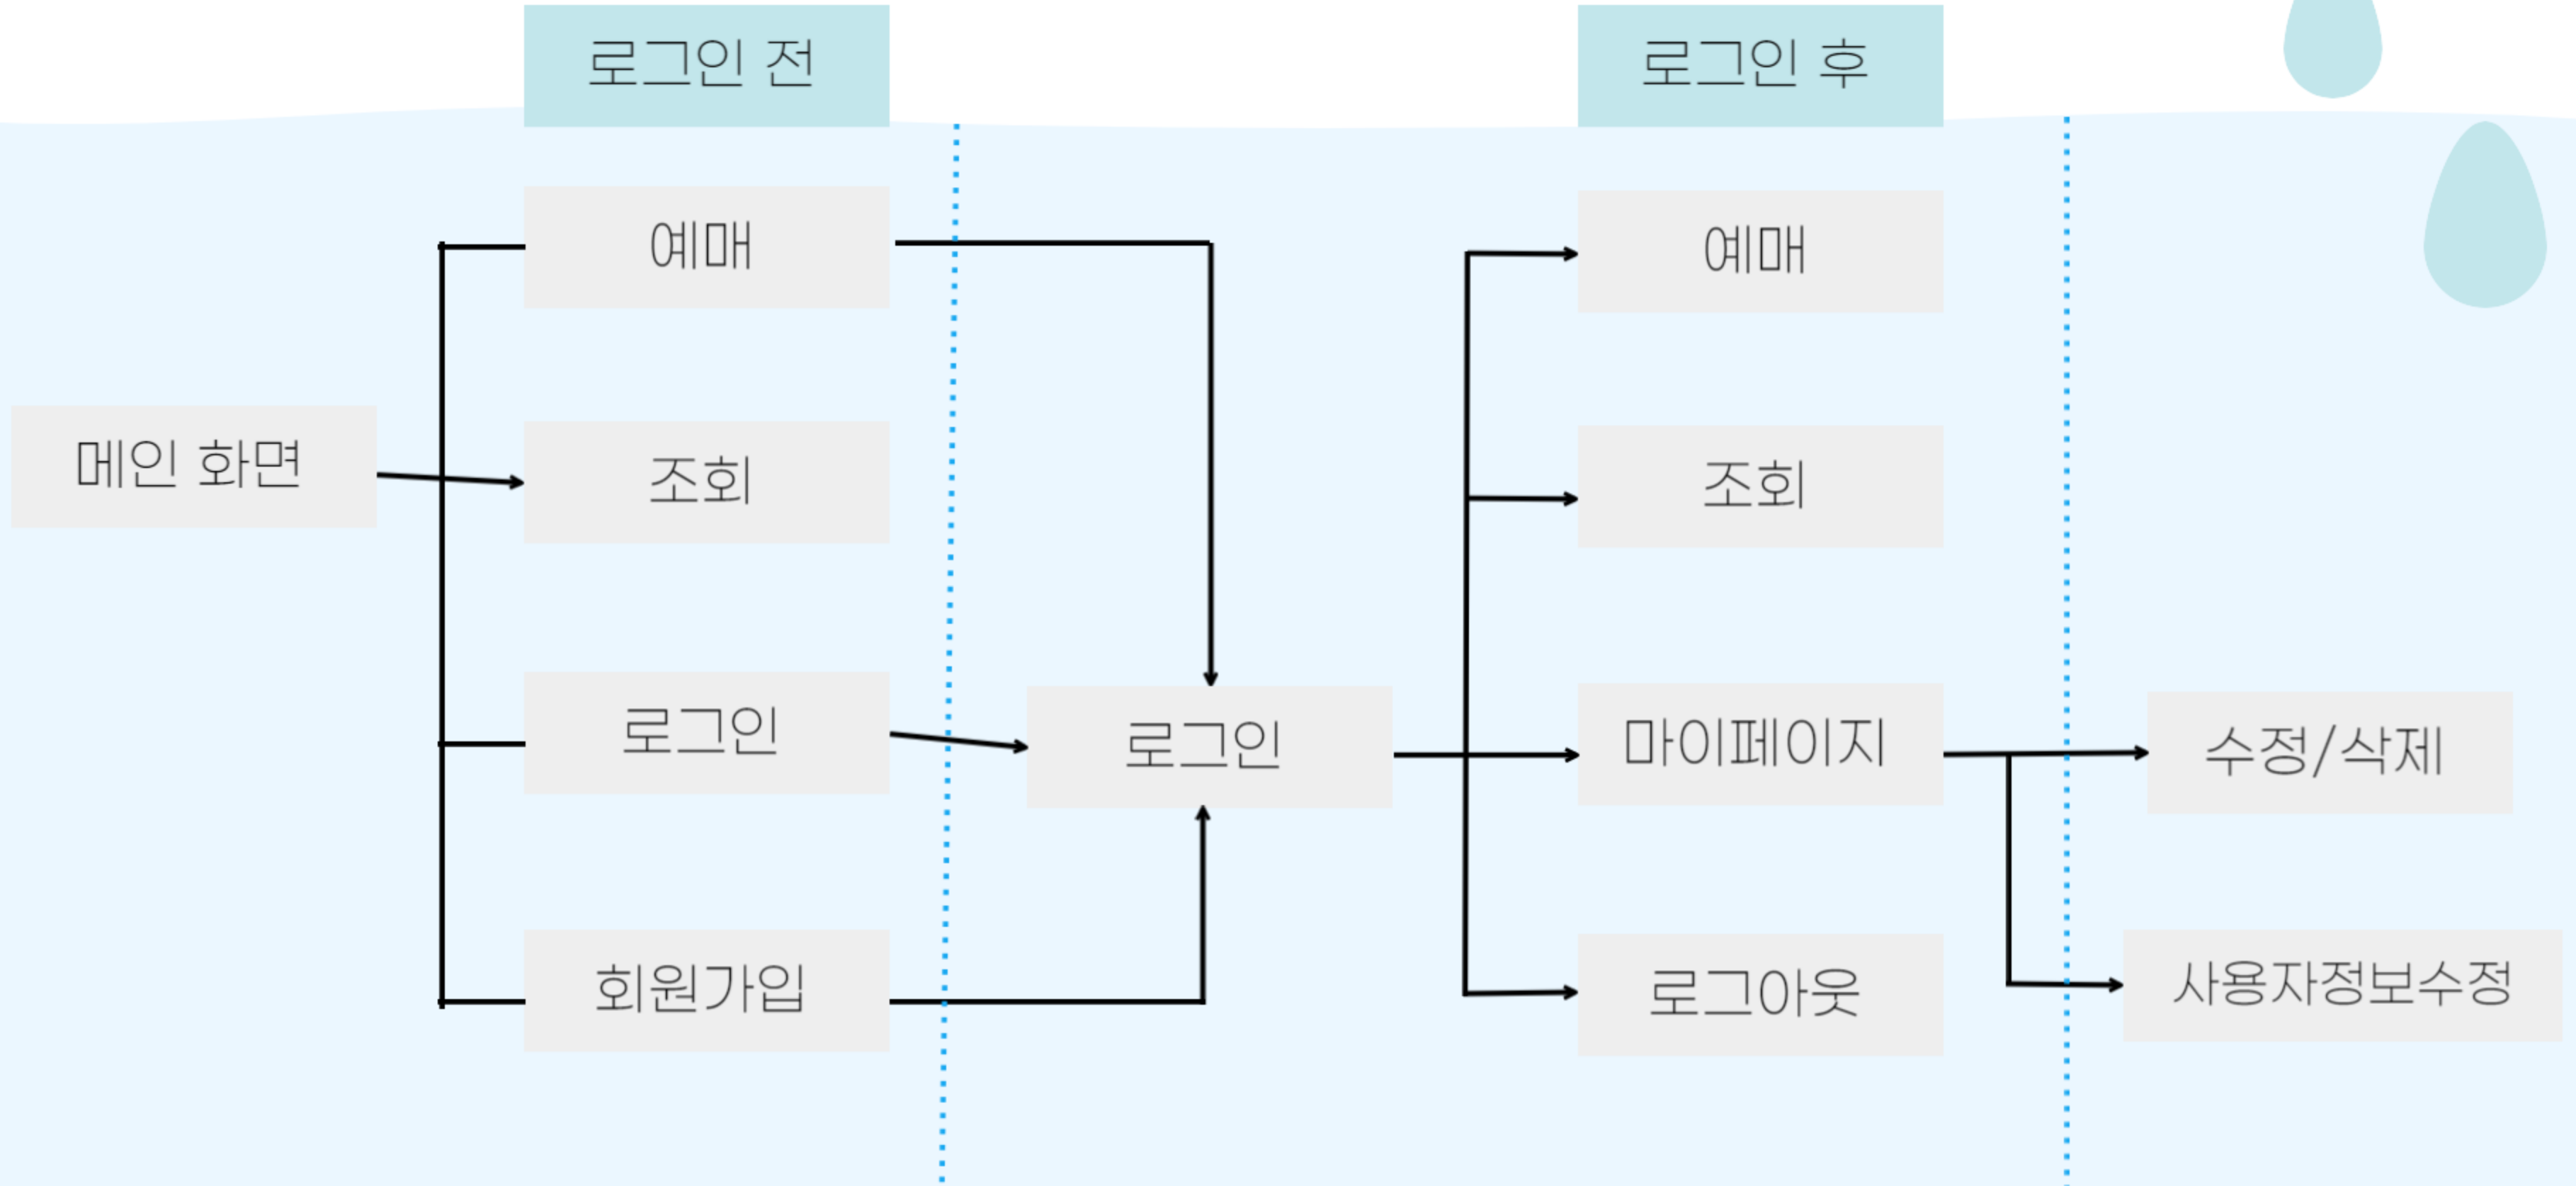 로그인 전
로그인 후
예매
예매
메인 화면
조회
조회
로그인
로그인
마이페이지
수정/삭제
회원가입
로그아웃
사용자정보수정